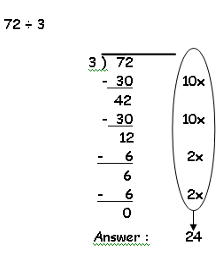 72 ÷ 3
3 ) 72
- 30 10x
42
- 30 10x
12
- 6 2x
6
- 6 2x
0
Answer : 24